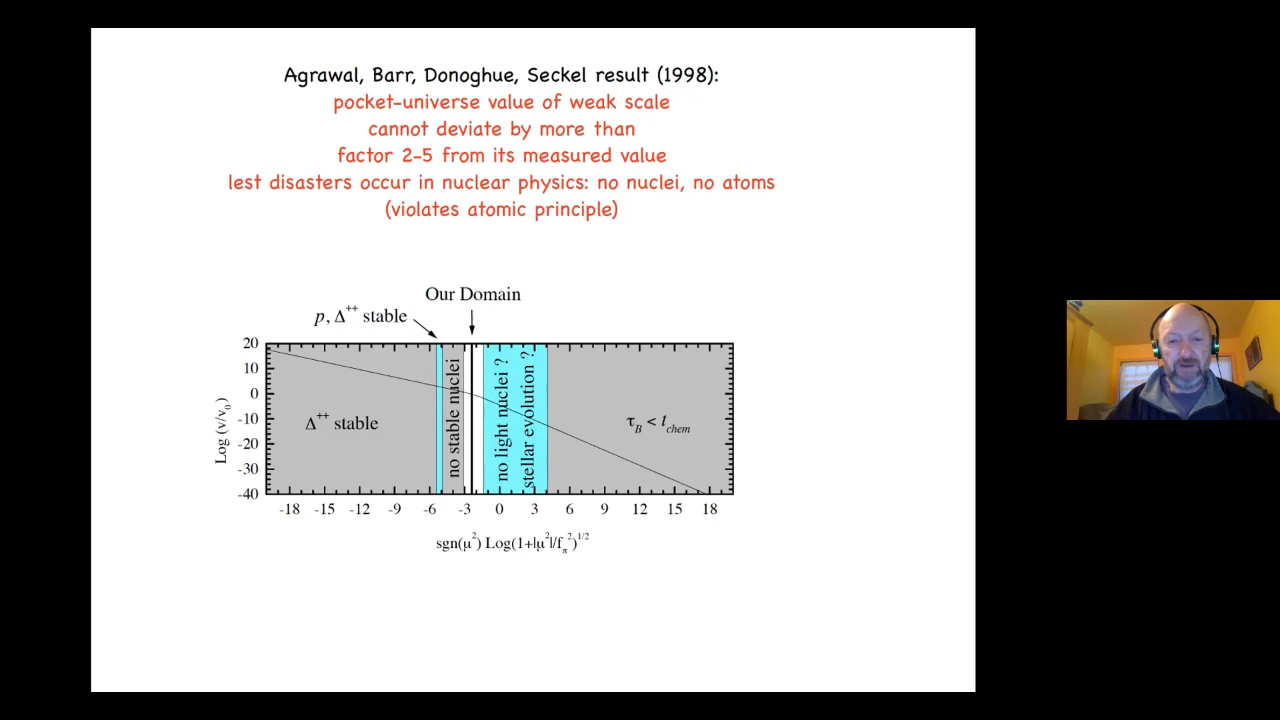 Agrawal, Barr, Donoghue, Seckel result (1998):
pocket-universe value of weak scale
cannot deviate by more than
factor 2-5 from its measured value
lest disasters occur in nuclear physics: no nuclei, no atoms
(violates atomic principle)
Our Domain
p, Δ⁺⁺ stable
20
10
0
-10
-20
-30
-40
Log (v/v₀)
Δ⁺⁺ stable
no stable nuclei
no light nuclei ?
stellar evolution ?
τ_B < t_chem
-18 -15 -12 -9 -6 -3 0 3 6 9 12 15 18
sgn(μ²) Log(1+|μ²|/f_π²)^1/2